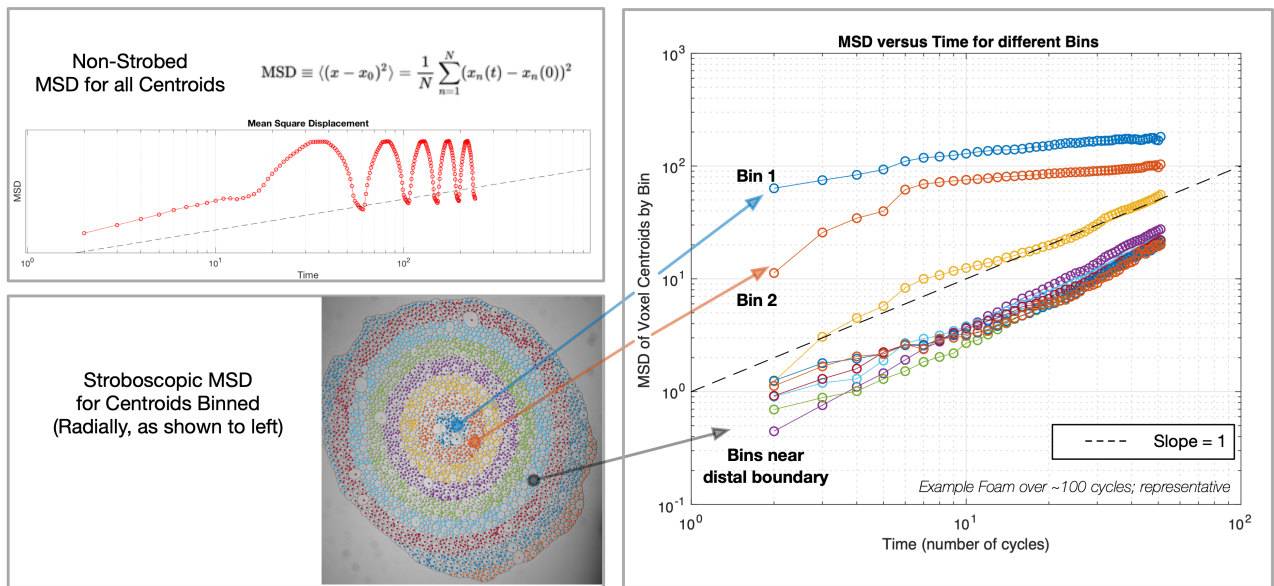 Non-Strobed
MSD for all Centroids
MSD ≡ ⟨(x − x₀)²⟩ = 1/N ∑ₙ₌₁ᴺ (xₙ(t) − xₙ(0))²
Mean Square Displacement
MSD
10⁰
10¹
10²
Time
Stroboscopic MSD
for Centroids Binned
(Radially, as shown to left)
MSD versus Time for different Bins
MSD of Voxel Centroids by Bin
10³
10²
10¹
10⁰
10⁻¹
Bin 1
Bin 2
Bins near
distal boundary
Slope = 1
Example Foam over ~100 cycles; representative
10⁰
10¹
10²
Time (number of cycles)